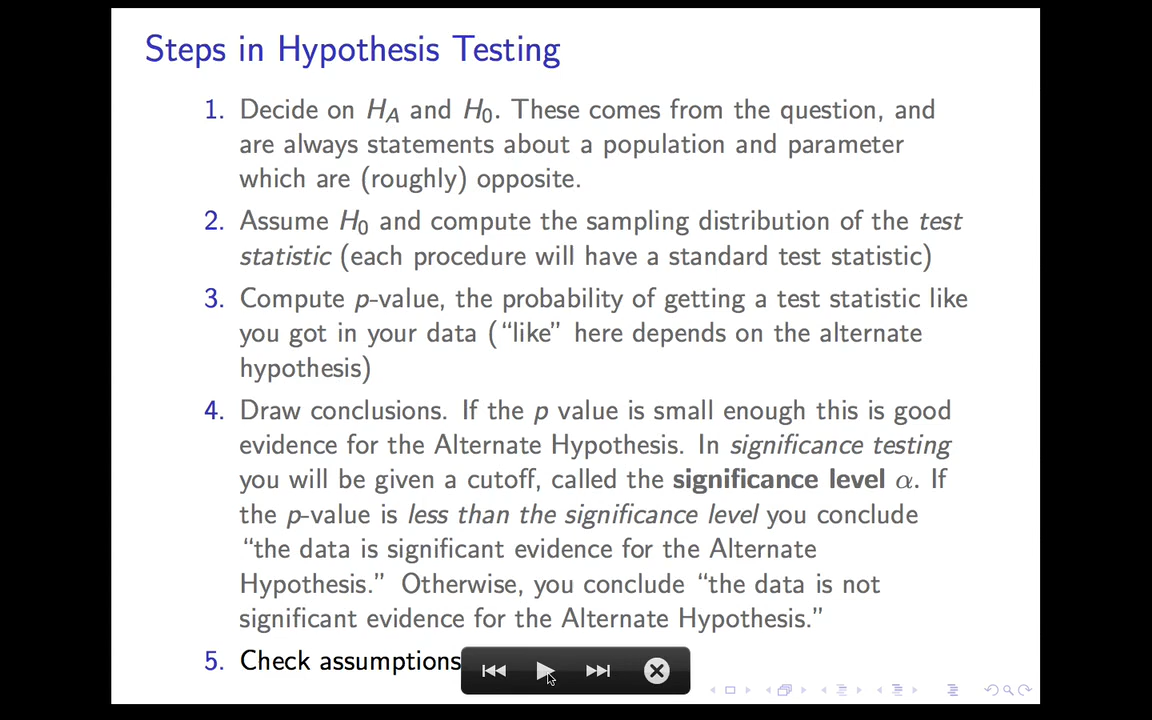 Steps in Hypothesis Testing
1. Decide on H_A and H_0. These comes from the question, and
are always statements about a population and parameter
which are (roughly) opposite.
2. Assume H_0 and compute the sampling distribution of the test
statistic (each procedure will have a standard test statistic)
3. Compute p-value, the probability of getting a test statistic like
you got in your data (“like” here depends on the alternate
hypothesis)
4. Draw conclusions. If the p value is small enough this is good
evidence for the Alternate Hypothesis. In significance testing
you will be given a cutoff, called the significance level α. If
the p-value is less than the significance level you conclude
“the data is significant evidence for the Alternate
Hypothesis.” Otherwise, you conclude “the data is not
significant evidence for the Alternate Hypothesis.”
5. Check assumptions